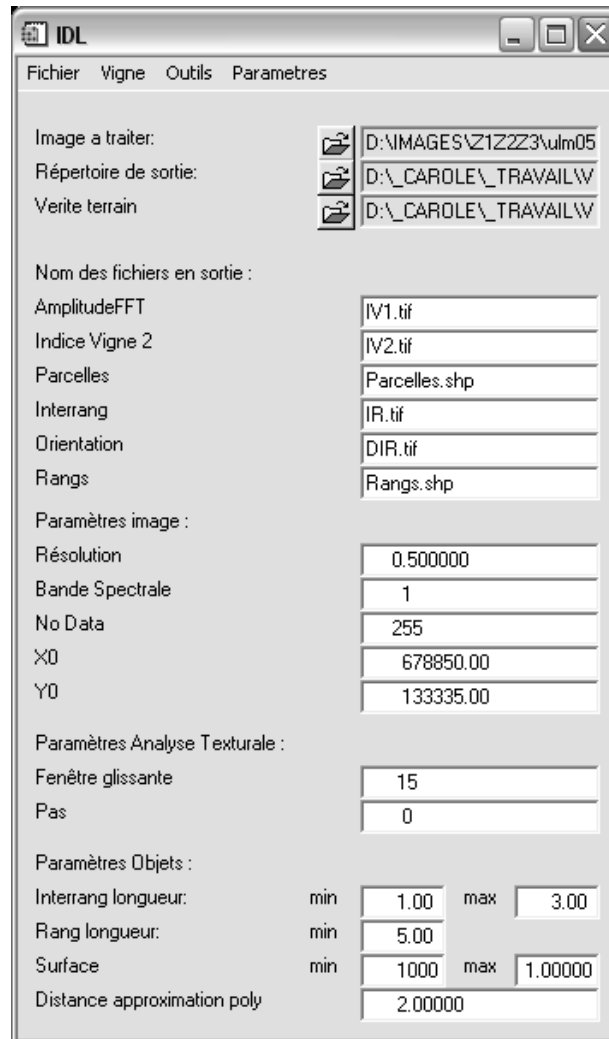 IDL
Fichier Vigne Outils Parametres
Image a traiter: D:\IMAGES\Z1Z2Z3\ulm05
Répertoire de sortie: D:\_CAROLE\_TRAVAIL\V
Verite terrain D:\_CAROLE\_TRAVAIL\V
Nom des fichiers en sortie :
AmplitudeFFT IV1.tif
Indice Vigne 2 IV2.tif
Parcelles Parcelles.shp
Interrang IR.tif
Orientation DIR.tif
Rangs Rangs.shp
Paramètres image :
Résolution 0.500000
Bande Spectrale 1
No Data 255
X0 678850.00
Y0 133335.00
Paramètres Analyse Texturale :
Fenêtre glissante 15
Pas 0
Paramètres Objets :
Interrang longueur: min 1.00 max 3.00
Rang longueur: min 5.00
Surface min 1000 max 1.00000
Distance approximation poly 2.00000